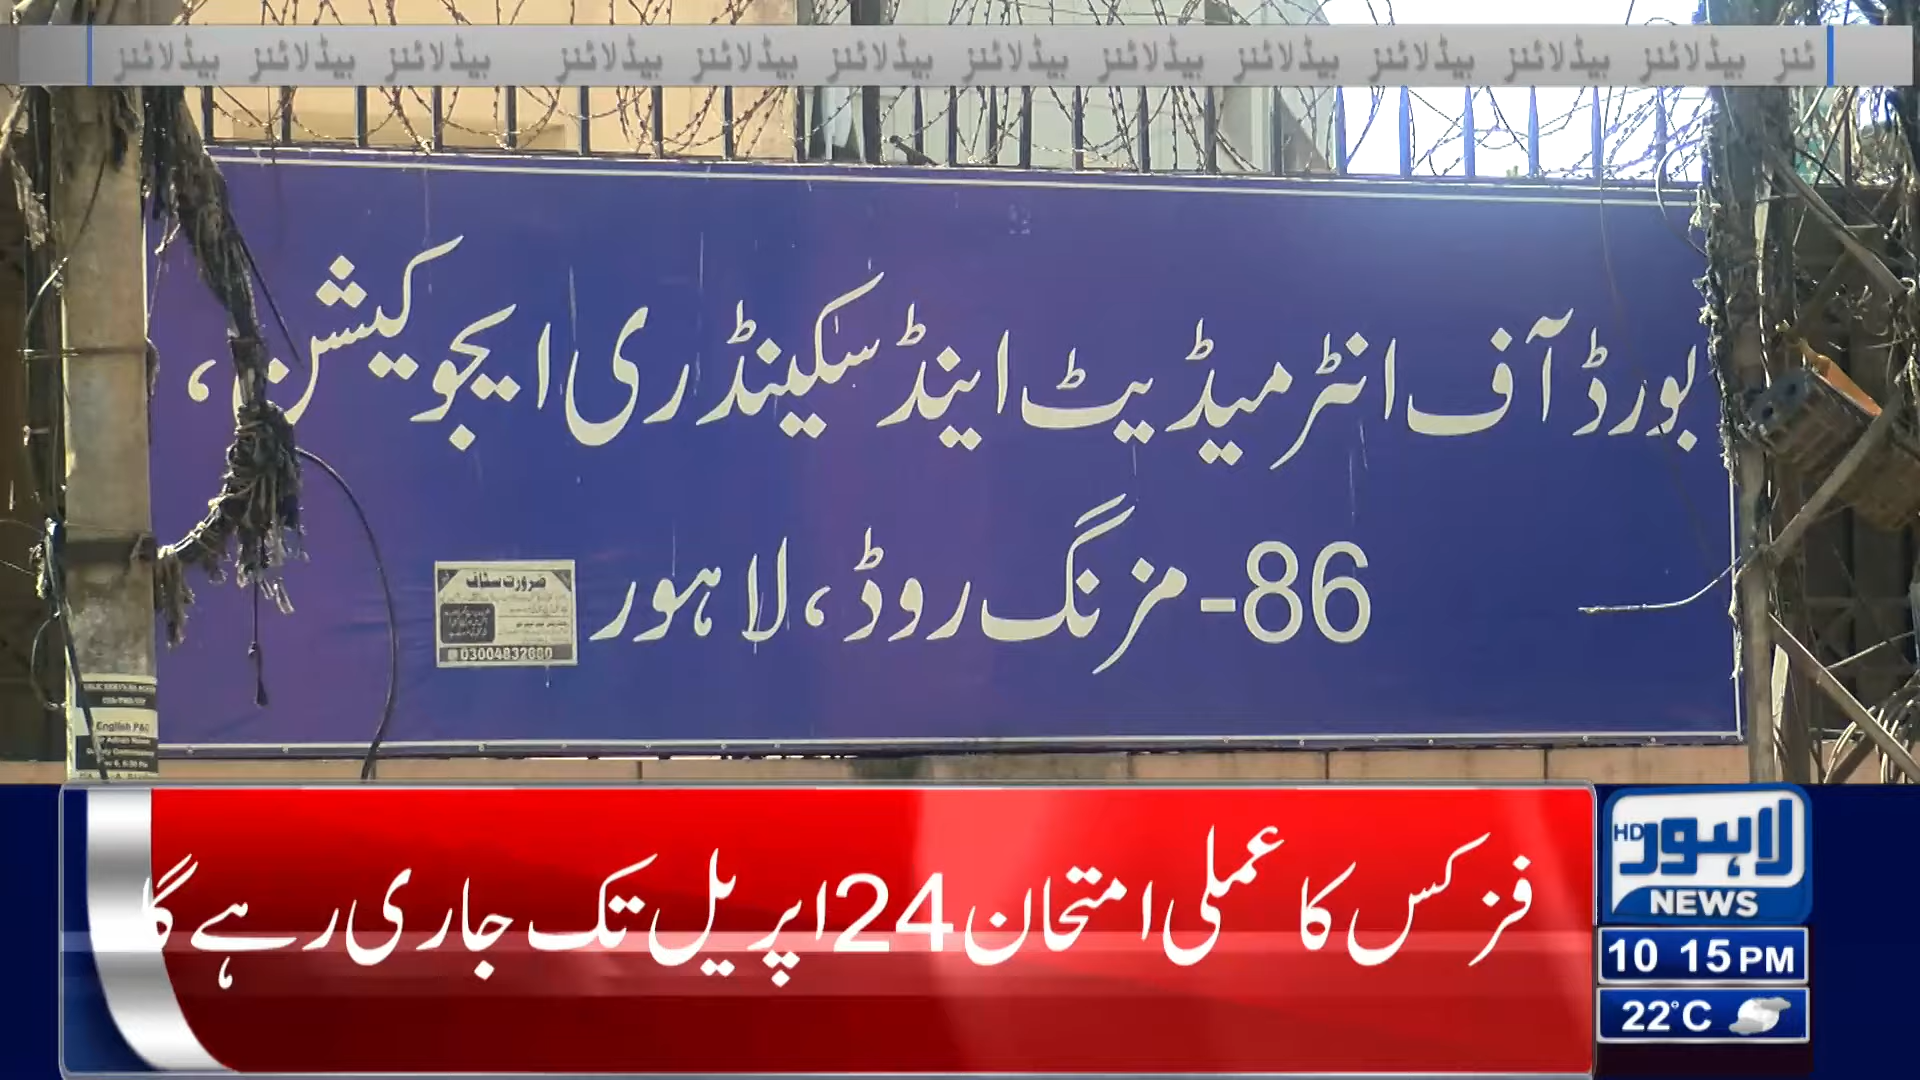 ئنز ہیڈلائنز ہیڈلائنز ہیڈلائنز ہیڈلائنز ہیڈلائنز ہیڈلائنز ہیڈلائنز ہیڈلائنز ہیڈلائنز ہیڈلائنز ہیڈلائنز ہیڈلائنز
بورڈ آف انٹرمیڈیٹ اینڈ سکینڈری ایجوکیشن،
86-مزنگ روڈ، لاہور
ضرورت سٹاف
English
فزکس کا عملی امتحان 24 اپریل تک جاری رہے گا
لاہور HD
NEWS
10 15 PM
22°C